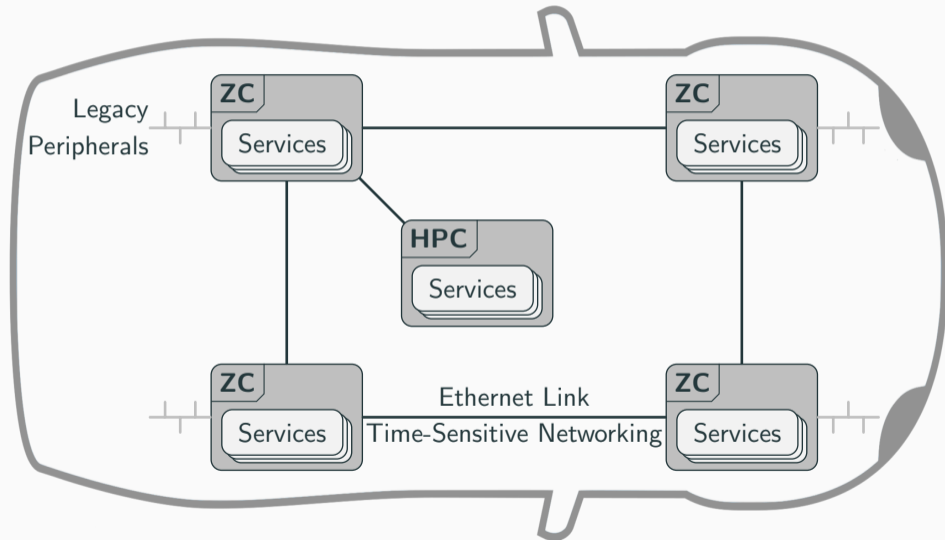 Legacy
Peripherals
ZC
Services
ZC
Services
HPC
Services
ZC
Services
Ethernet Link
Time-Sensitive Networking
ZC
Services